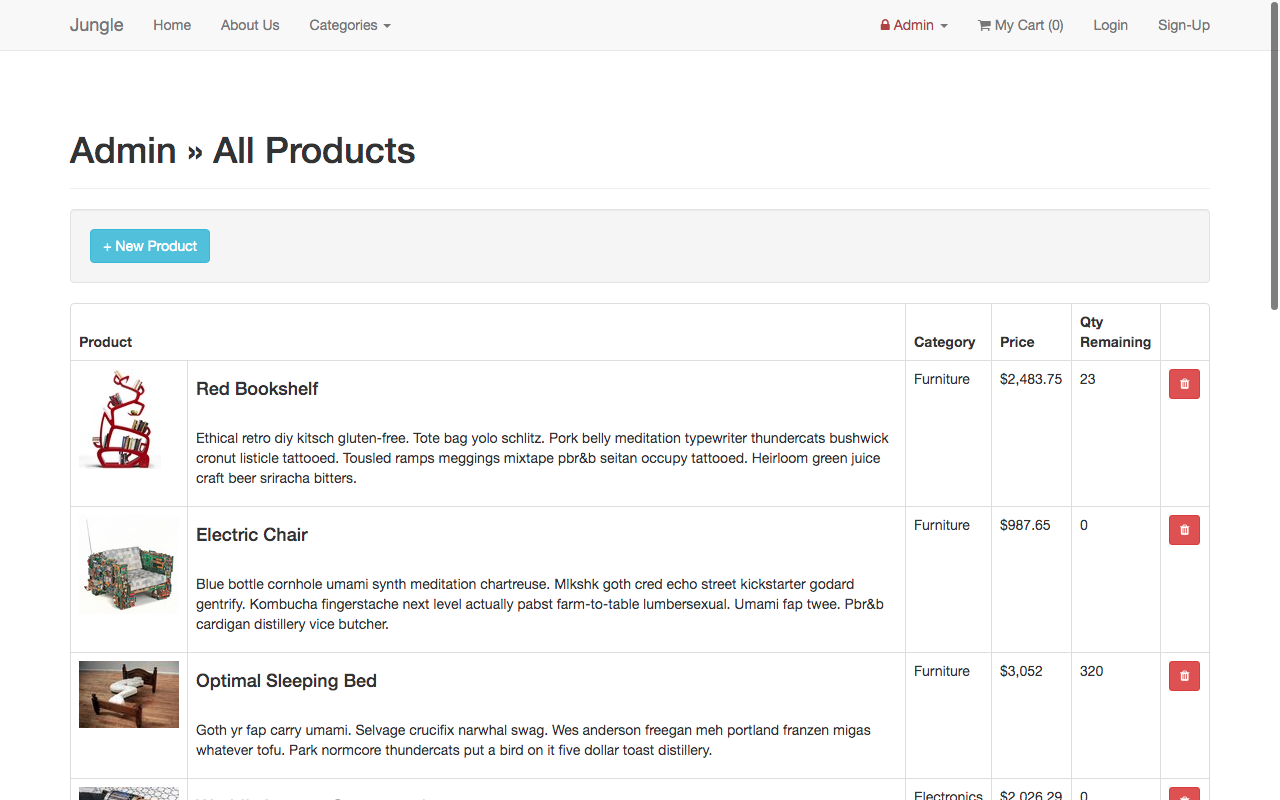 Jungle Home About Us Categories Admin My Cart (0) Login Sign-Up
Admin » All Products
+ New Product
Product Category Price Qty Remaining
Red Bookshelf Furniture $2,483.75 23
Ethical retro diy kitsch gluten-free. Tote bag yolo schlitz. Pork belly meditation typewriter thundercats bushwick
cronut listicle tattooed. Tousled ramps meggings mixtape pbr&b seitan occupy tattooed. Heirloom green juice
craft beer sriracha bitters.
Electric Chair Furniture $987.65 0
Blue bottle cornhole umami synth meditation chartreuse. Mlkshk goth cred echo street kickstarter godard
gentrify. Kombucha fingerstache next level actually pabst farm-to-table lumbersexual. Umami fap twee. Pbr&b
cardigan distillery vice butcher.
Optimal Sleeping Bed Furniture $3,052 320
Goth yr fap carry umami. Selvage crucifix narwhal swag. Wes anderson freegan meh portland franzen migas
whatever tofu. Park normcore thundercats put a bird on it five dollar toast distillery.
Electronics $2,026.29 0